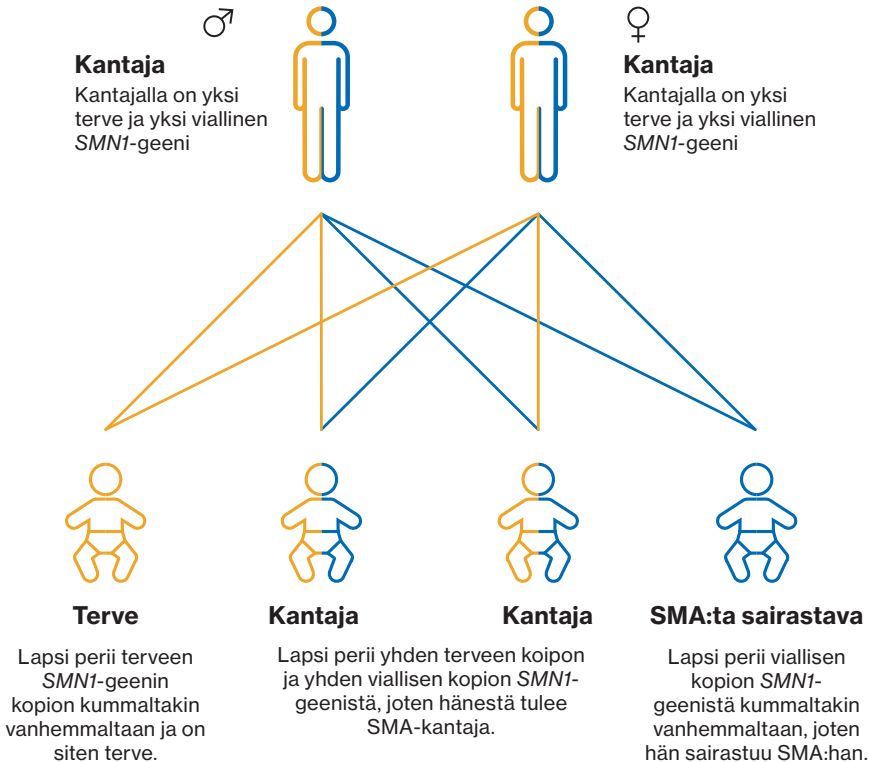 Kantaja
Kantajalla on yksi
terve ja yksi viallinen
SMN1-geeni
Kantaja
Kantajalla on yksi
terve ja yksi viallinen
SMN1-geeni
Terve
Lapsi perii terveen
SMN1-geenin
kopion kummaltakin
vanhemmaltaan ja on
siten terve.
Kantaja
Kantaja
Lapsi perii yhden terveen koipon
ja yhden viallisen kopion SMN1-
geenistä, joten hänestä tulee
SMA-kantaja.
SMA:ta sairastava
Lapsi perii viallisen
kopion SMN1-
geenistä kummaltakin
vanhemmaltaan, joten
hän sairastuu SMA:han.